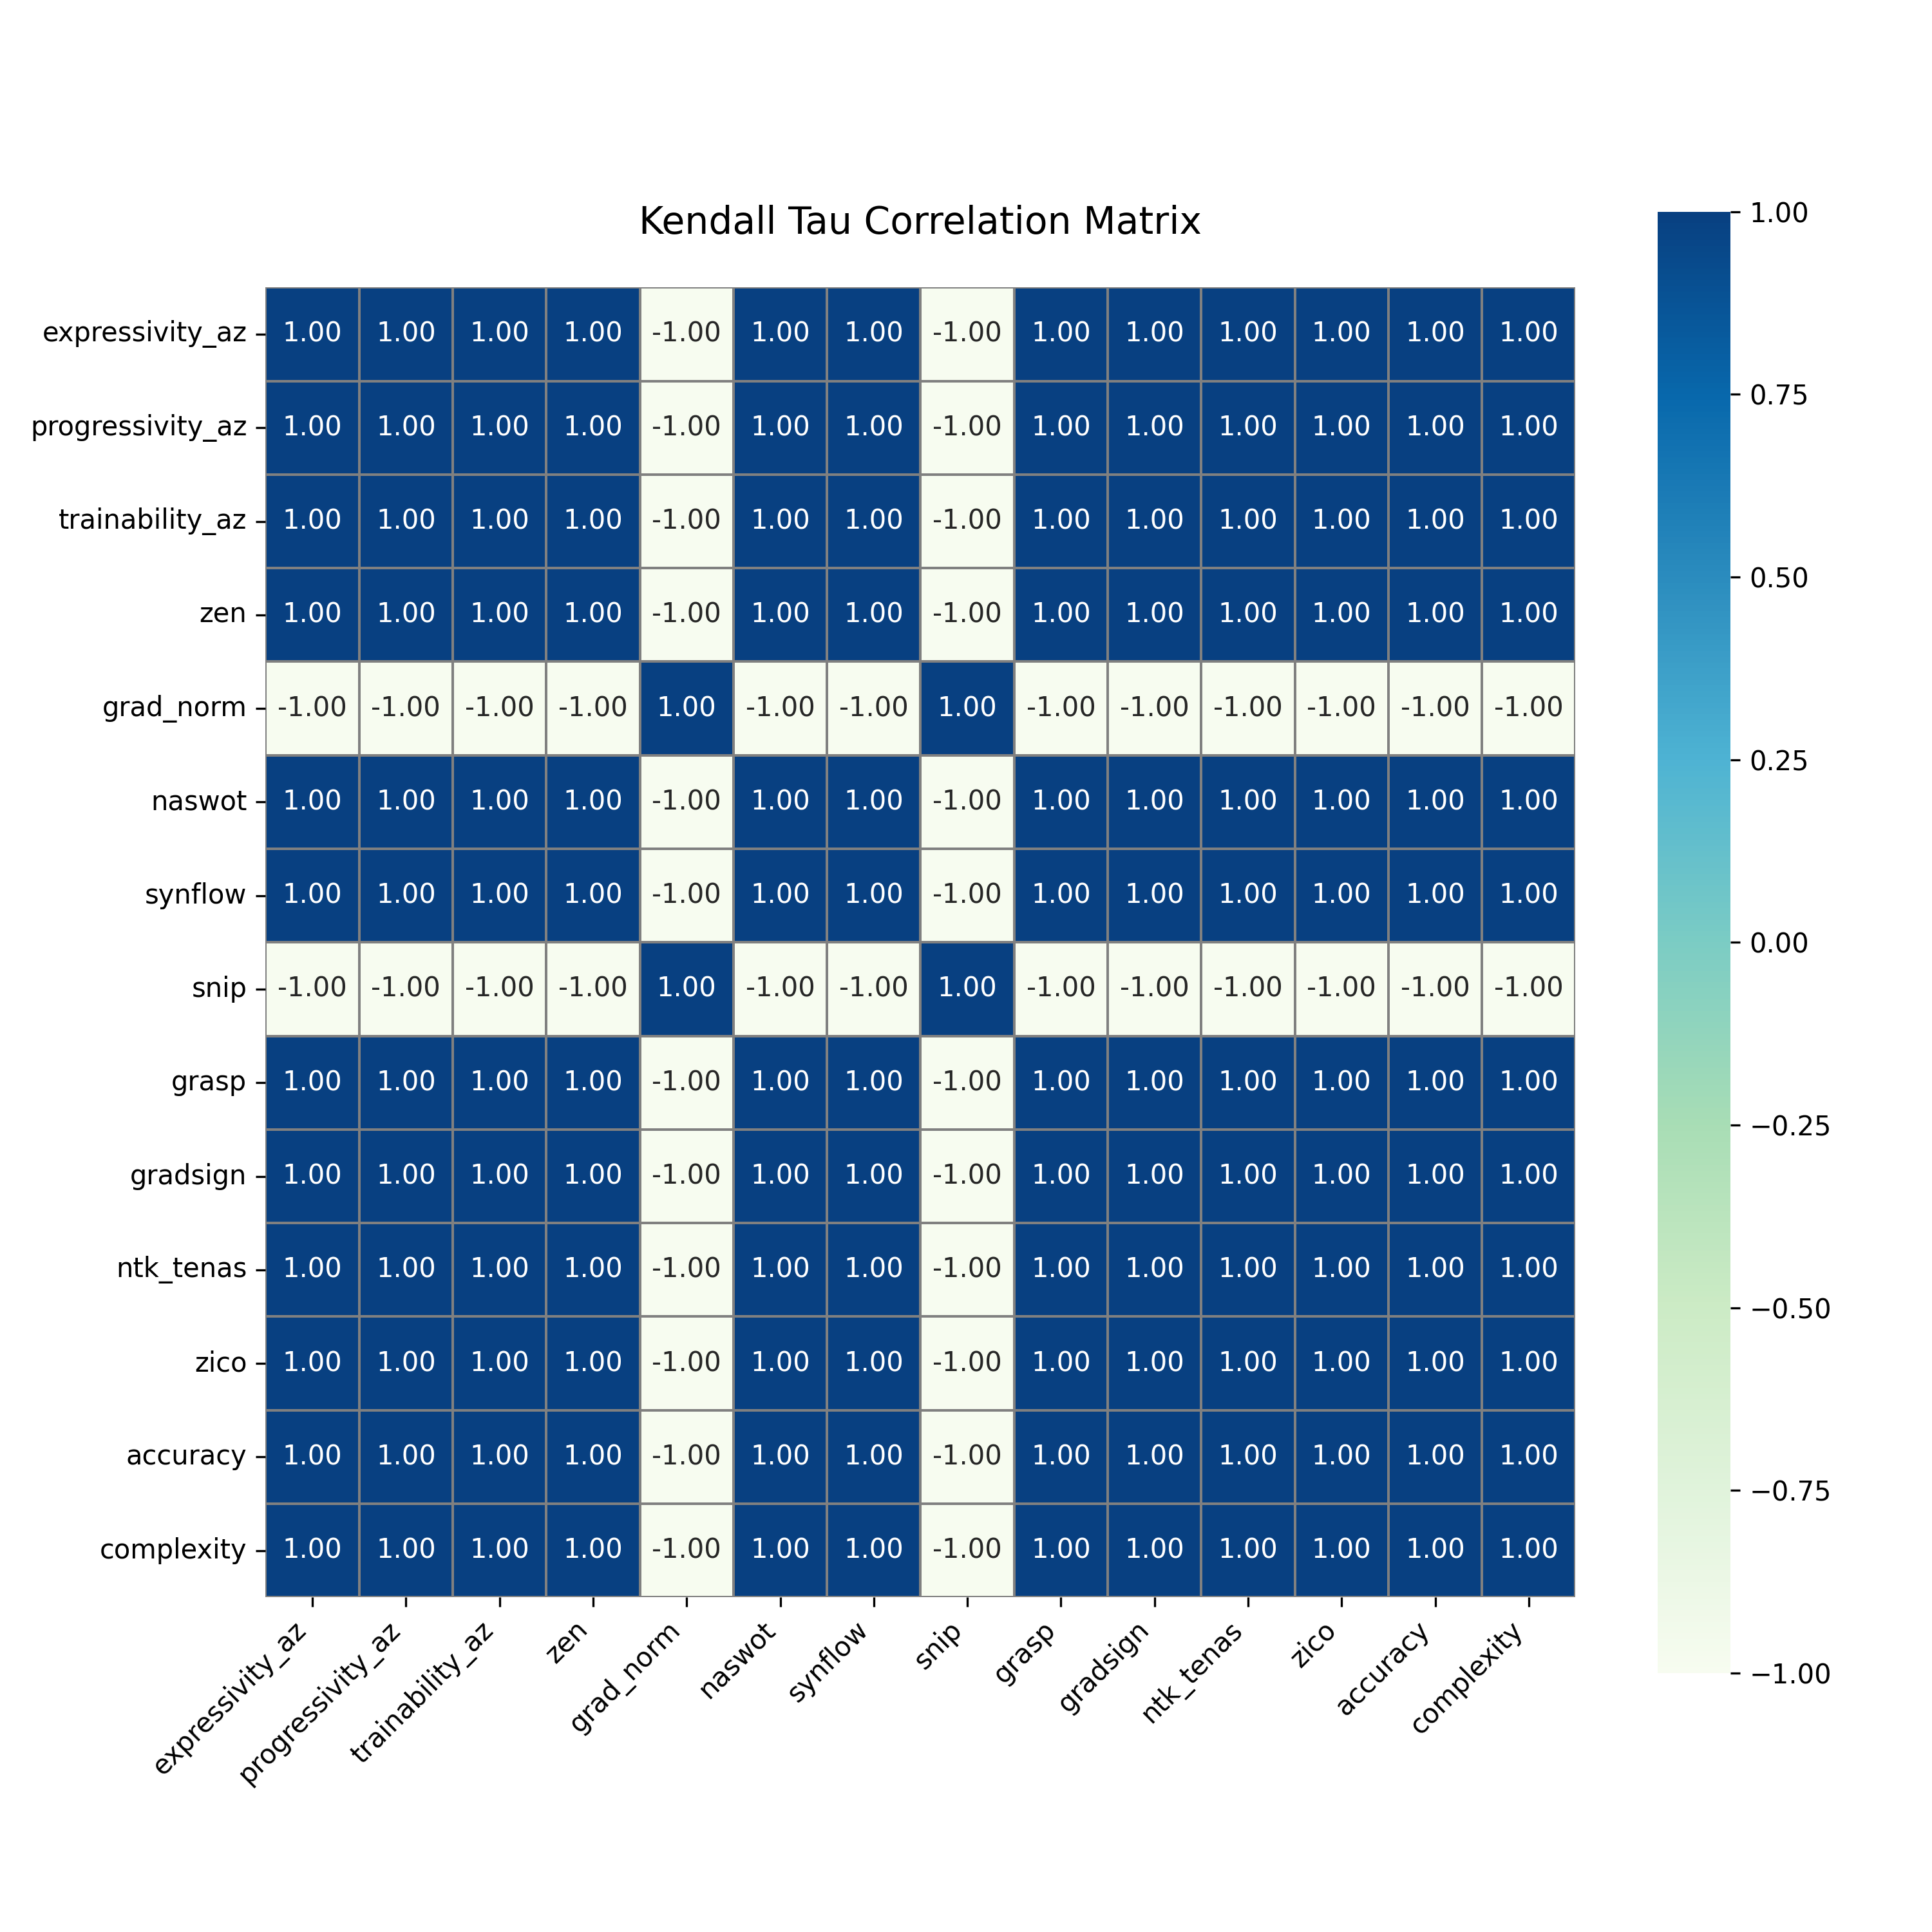 Kendall Tau Correlation Matrix
expressivity_az 1.00 1.00 1.00 1.00 -1.00 1.00 1.00 -1.00 1.00 1.00 1.00 1.00 1.00 1.00
progressivity_az 1.00 1.00 1.00 1.00 -1.00 1.00 1.00 -1.00 1.00 1.00 1.00 1.00 1.00 1.00
trainability_az 1.00 1.00 1.00 1.00 -1.00 1.00 1.00 -1.00 1.00 1.00 1.00 1.00 1.00 1.00
zen 1.00 1.00 1.00 1.00 -1.00 1.00 1.00 -1.00 1.00 1.00 1.00 1.00 1.00 1.00
grad_norm -1.00 -1.00 -1.00 -1.00 1.00 -1.00 -1.00 1.00 -1.00 -1.00 -1.00 -1.00 -1.00 -1.00
naswot 1.00 1.00 1.00 1.00 -1.00 1.00 1.00 -1.00 1.00 1.00 1.00 1.00 1.00 1.00
synflow 1.00 1.00 1.00 1.00 -1.00 1.00 1.00 -1.00 1.00 1.00 1.00 1.00 1.00 1.00
snip -1.00 -1.00 -1.00 -1.00 1.00 -1.00 -1.00 1.00 -1.00 -1.00 -1.00 -1.00 -1.00 -1.00
grasp 1.00 1.00 1.00 1.00 -1.00 1.00 1.00 -1.00 1.00 1.00 1.00 1.00 1.00 1.00
gradsign 1.00 1.00 1.00 1.00 -1.00 1.00 1.00 -1.00 1.00 1.00 1.00 1.00 1.00 1.00
ntk_tenas 1.00 1.00 1.00 1.00 -1.00 1.00 1.00 -1.00 1.00 1.00 1.00 1.00 1.00 1.00
zico 1.00 1.00 1.00 1.00 -1.00 1.00 1.00 -1.00 1.00 1.00 1.00 1.00 1.00 1.00
accuracy 1.00 1.00 1.00 1.00 -1.00 1.00 1.00 -1.00 1.00 1.00 1.00 1.00 1.00 1.00
complexity 1.00 1.00 1.00 1.00 -1.00 1.00 1.00 -1.00 1.00 1.00 1.00 1.00 1.00 1.00
expressivity_az progressivity_az trainability_az zen grad_norm naswot synflow snip grasp gradsign ntk_tenas zico accuracy complexity
1.00
0.75
0.50
0.25
0.00
−0.25
−0.50
−0.75
−1.00